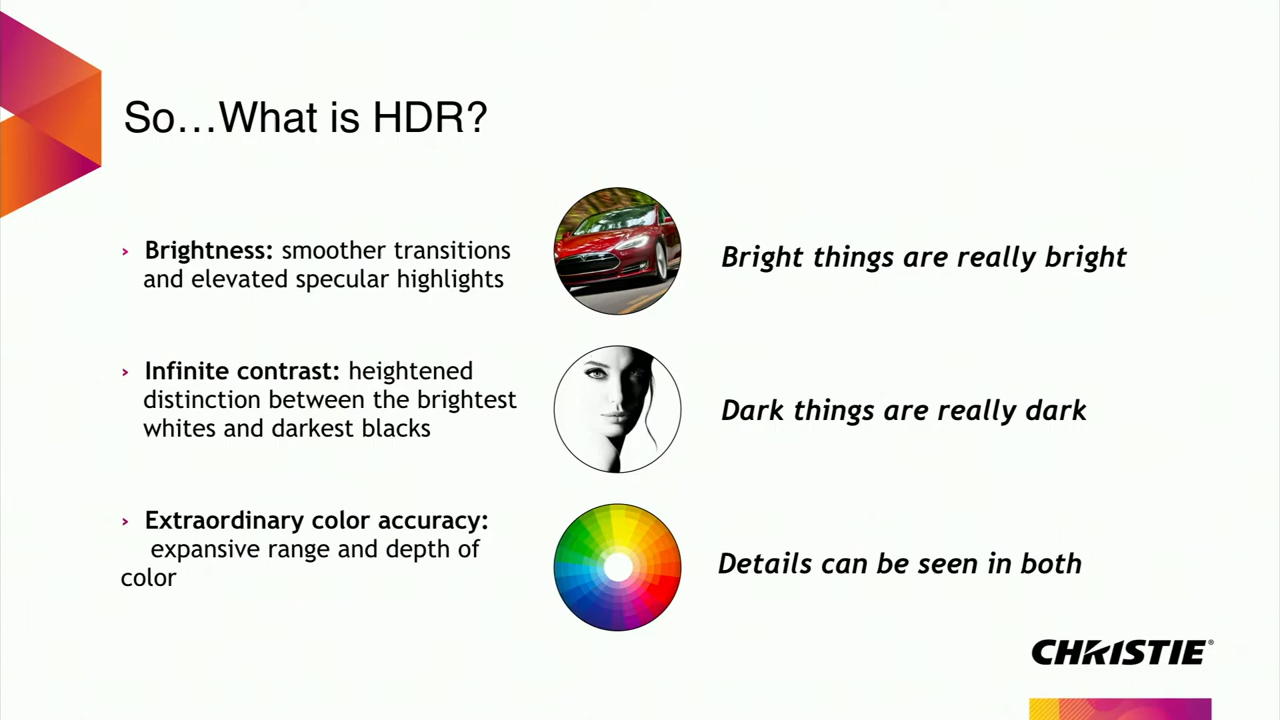 So...What is HDR?
› Brightness: smoother transitions
and elevated specular highlights
Bright things are really bright
› Infinite contrast: heightened
distinction between the brightest
whites and darkest blacks
Dark things are really dark
› Extraordinary color accuracy:
expansive range and depth of
color
Details can be seen in both
CHRISTIE®